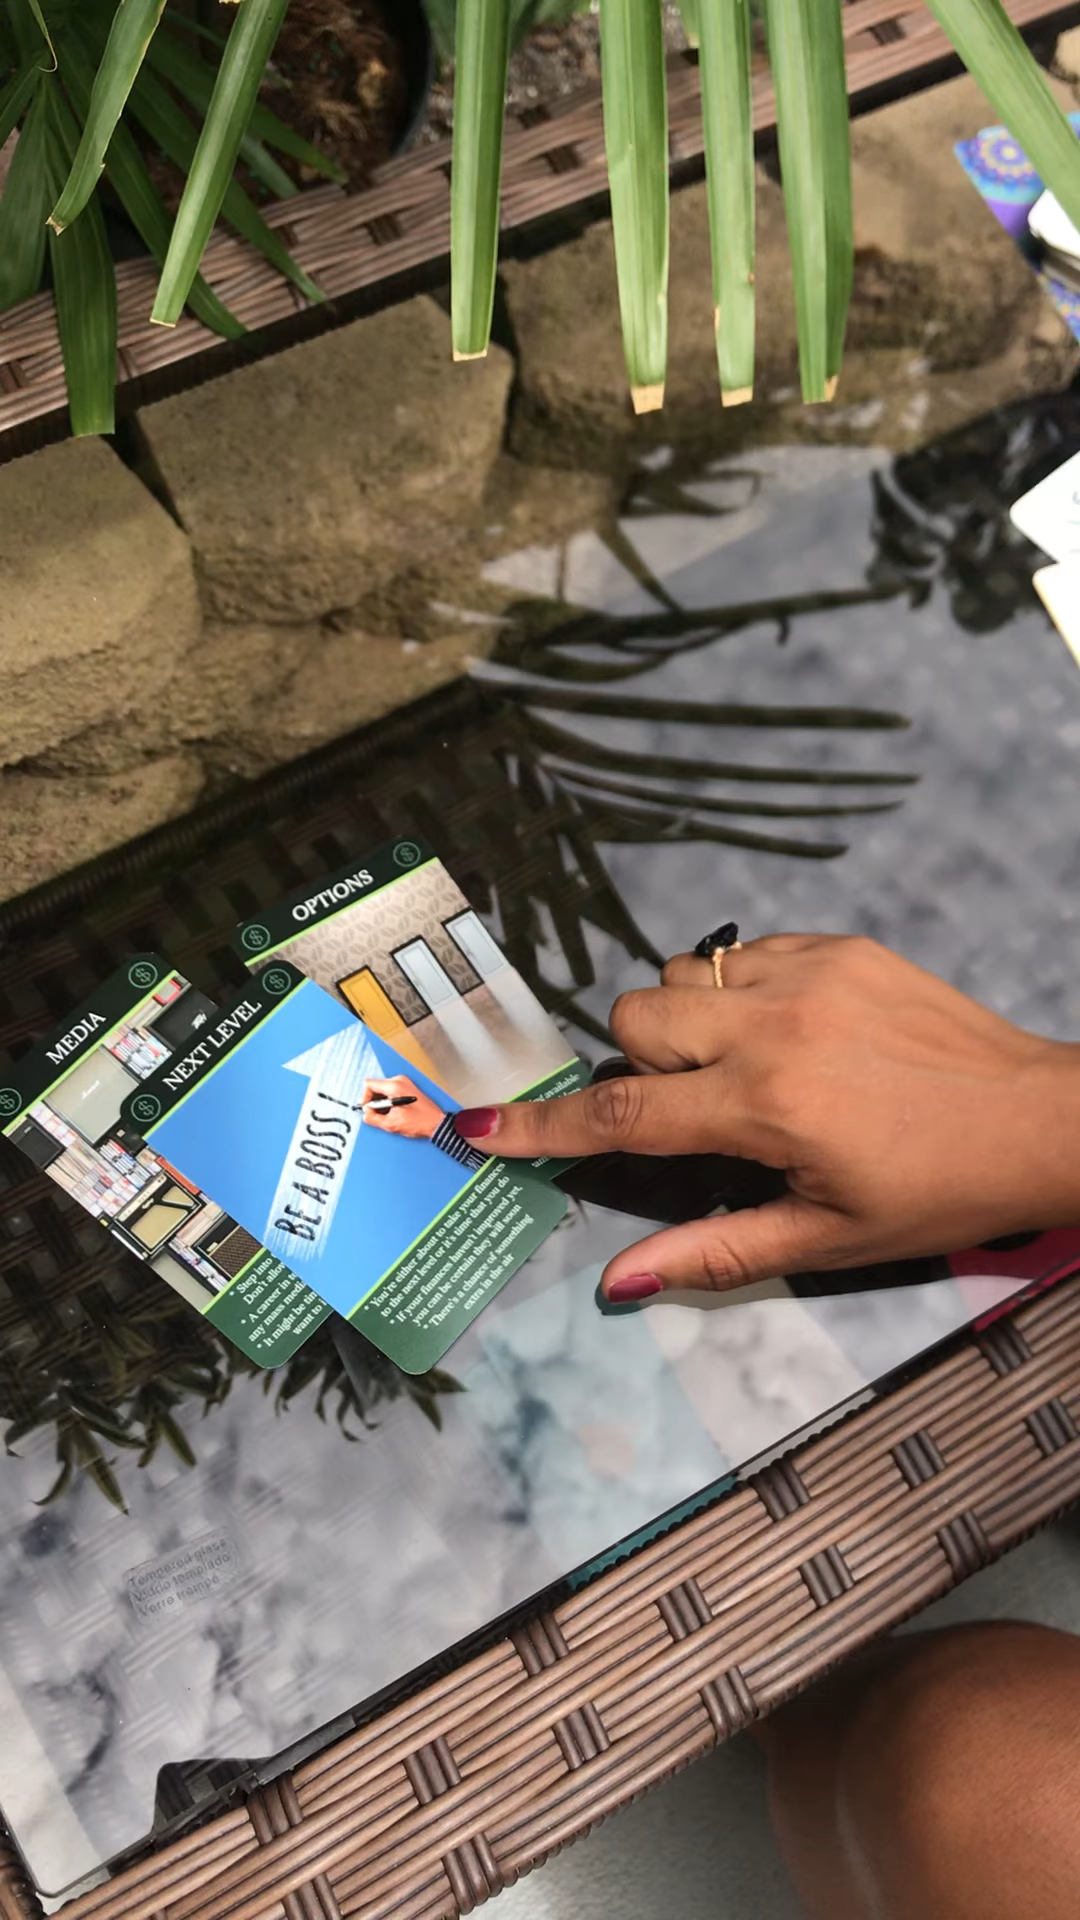 OPTIONS
MEDIA
NEXT LEVEL
BE A BOSS!
• You're either about to take your finances
to the next level or it's time that you do
• If your finances haven't improved yet,
you can be certain they will soon
• There's a chance of something
extra in the air
• Step into
Don't allow
• A career in
any mass medi
• It might be tim
want to
available
Tempered glass
Vidrio templado
Verre trempé